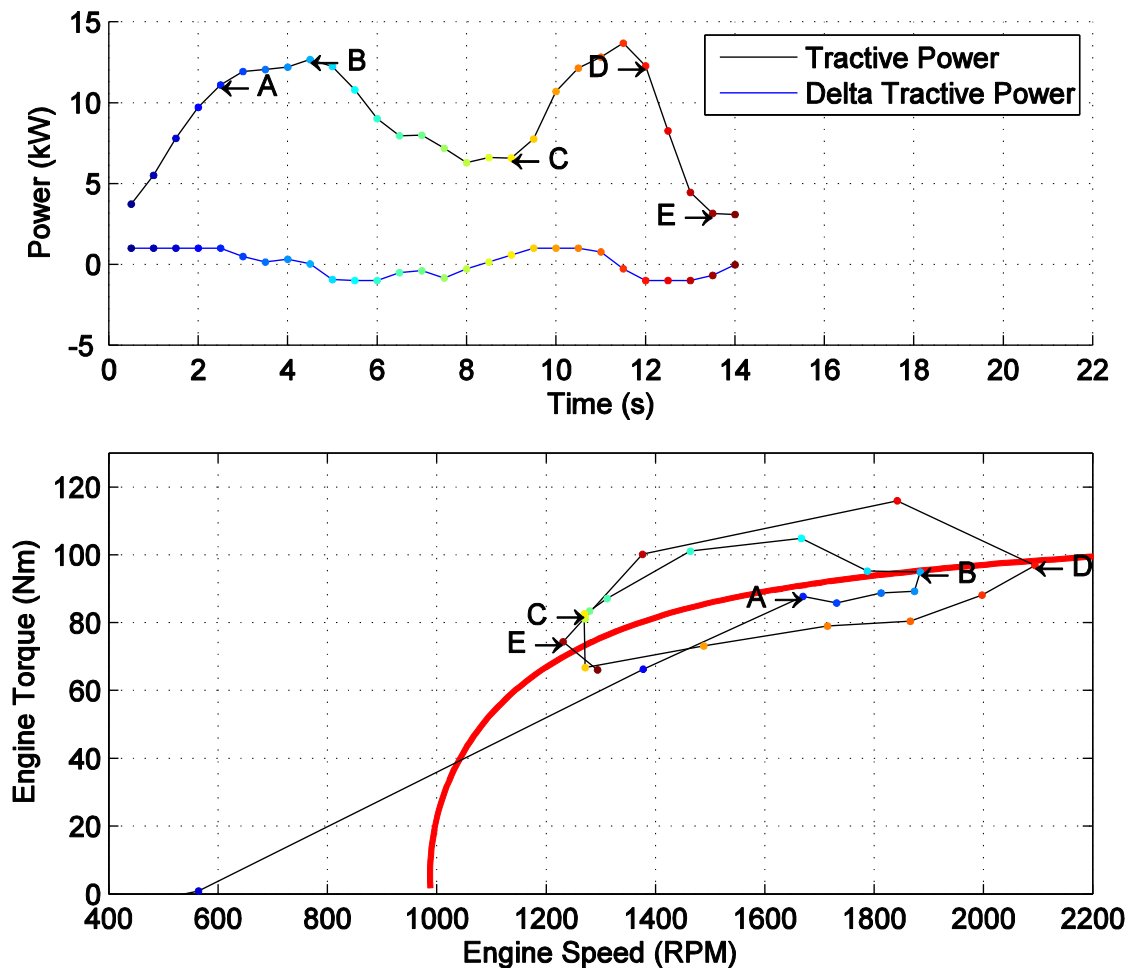 15
10
5
0
-5
Power (kW)
A
B
C
D
E
Tractive Power
Delta Tractive Power
0 2 4 6 8 10 12 14 16 18 20 22
Time (s)
120
100
80
60
40
20
0
Engine Torque (Nm)
A
B
C
D
E
400 600 800 1000 1200 1400 1600 1800 2000 2200
Engine Speed (RPM)